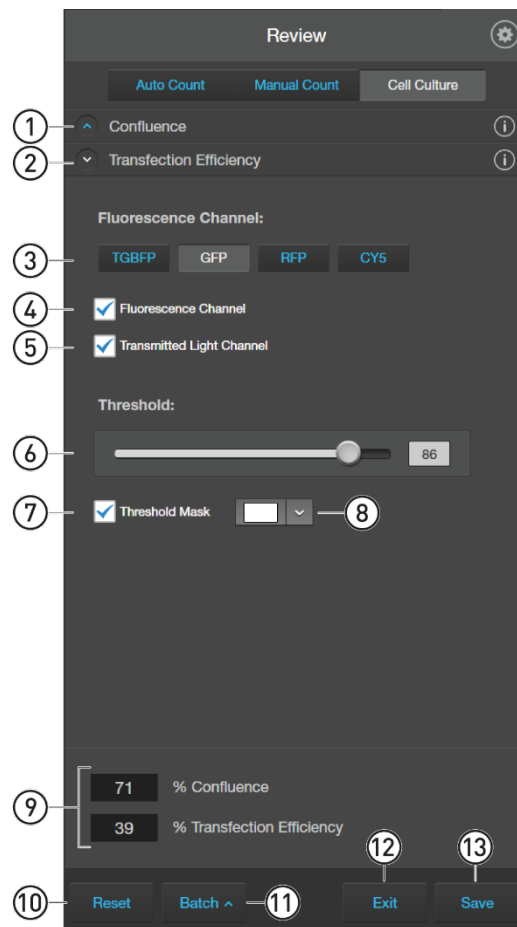 Review
Auto Count Manual Count Cell Culture
1 Confluence i
2 Transfection Efficiency i
Fluorescence Channel:
3 TGBFP GFP RFP CY5
4 Fluorescence Channel
5 Transmitted Light Channel
Threshold:
6 86
7 Threshold Mask 8
71 % Confluence
9
39 % Transfection Efficiency
12 13
10 Reset Batch 11 Exit Save